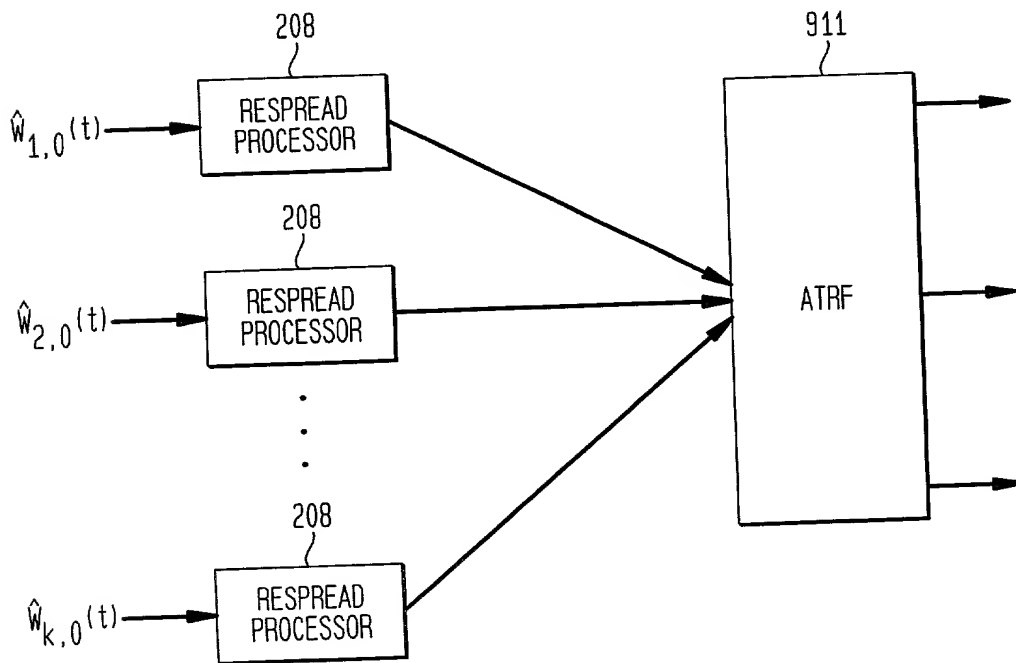 208
911
Ŵ1,0(t)
RESPREAD
PROCESSOR
208
Ŵ2,0(t)
RESPREAD
PROCESSOR
ATRF
208
Ŵk,0(t)
RESPREAD
PROCESSOR